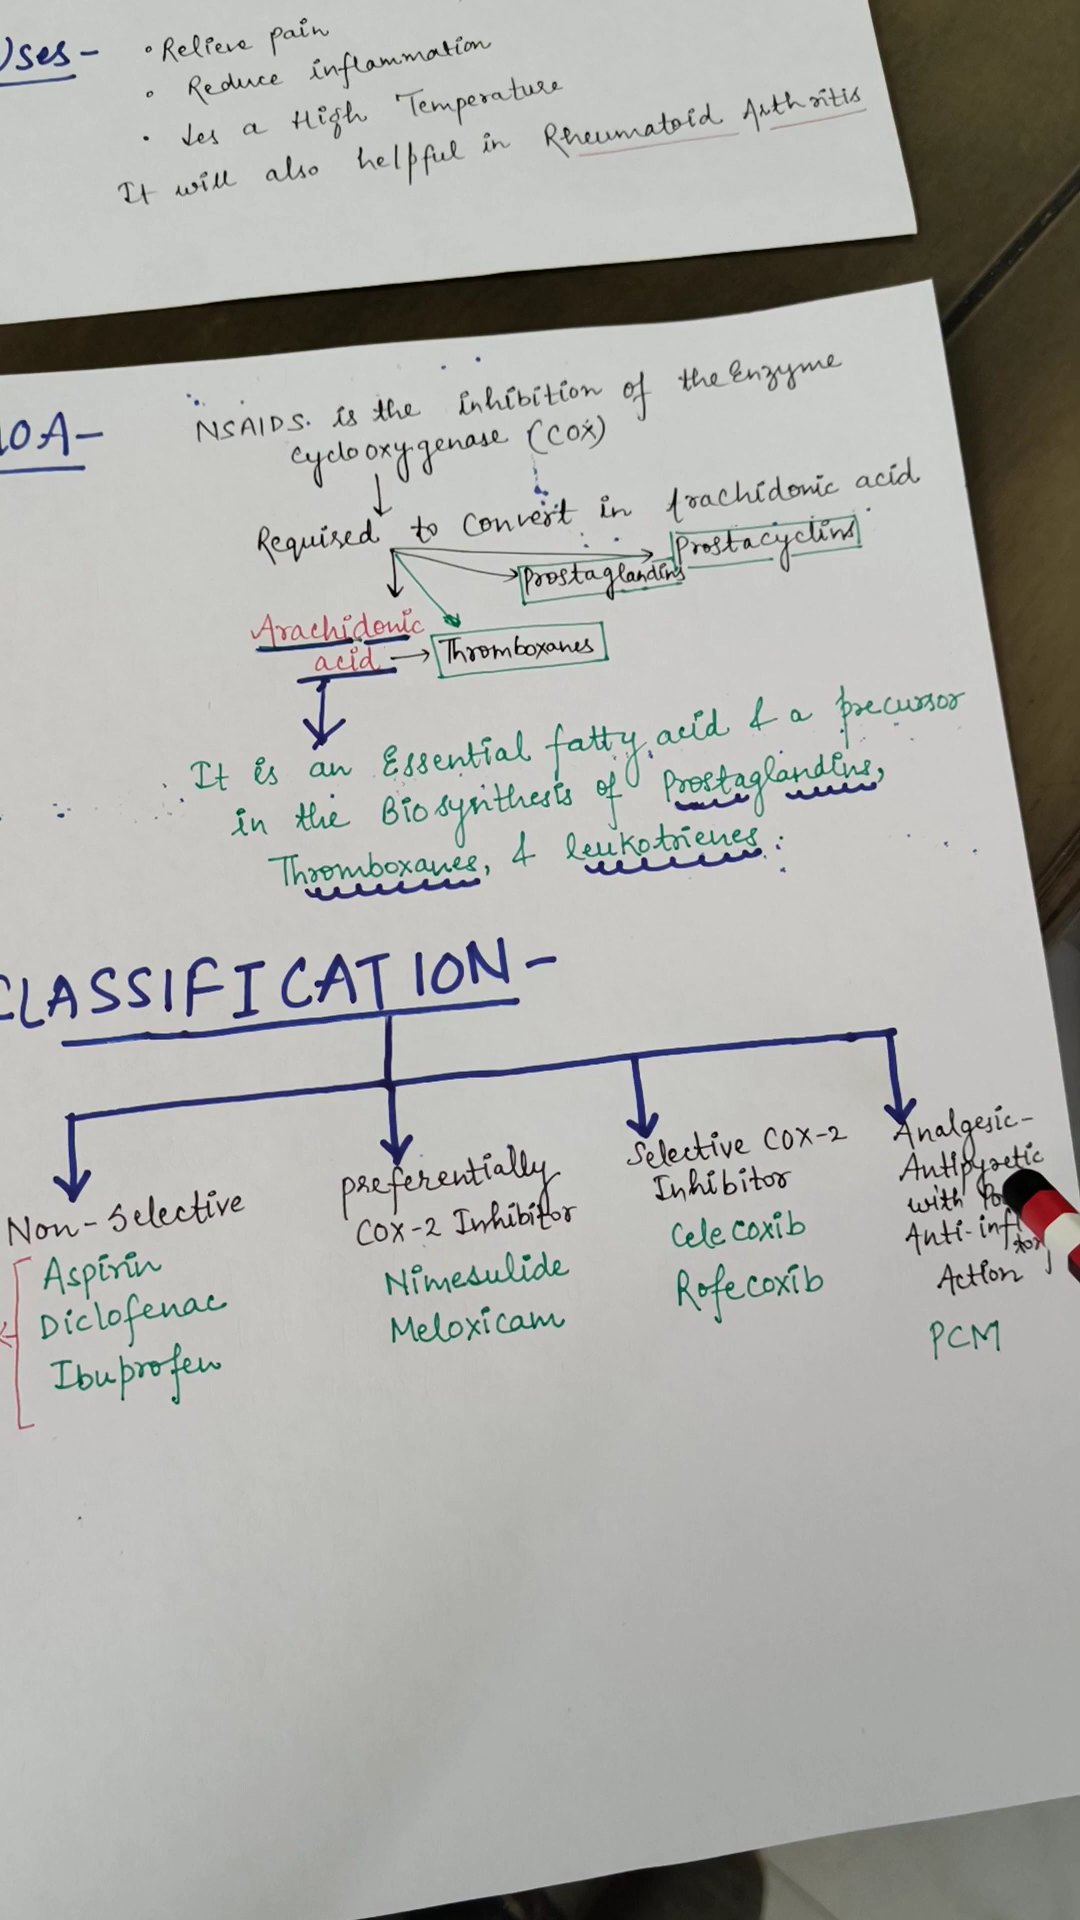 Uses-
• Relieve pain
• Reduce inflammation
• ↓es a High Temperature
It will also helpful in Rheumatoid Arthritis
MOA-
NSAIDS. is the inhibition of the Enzyme
cyclooxygenase (COX)
Required to convert in Arachidonic acid
Prostacyclins
Prostaglandins
Arachidonic
acid → Thromboxanes
It is an Essential fatty acid & a precursor
in the Biosynthesis of Prostaglandins,
Thromboxanes, & leukotrienes.
CLASSIFICATION-
Non-Selective
Aspirin
Diclofenac
Ibuprofen
preferentially
COX-2 Inhibitor
Nimesulide
Meloxicam
Selective COX-2
Inhibitor
Celecoxib
Rofecoxib
Analgesic-
Antipyretic
with
Anti-inf
Action
PCM